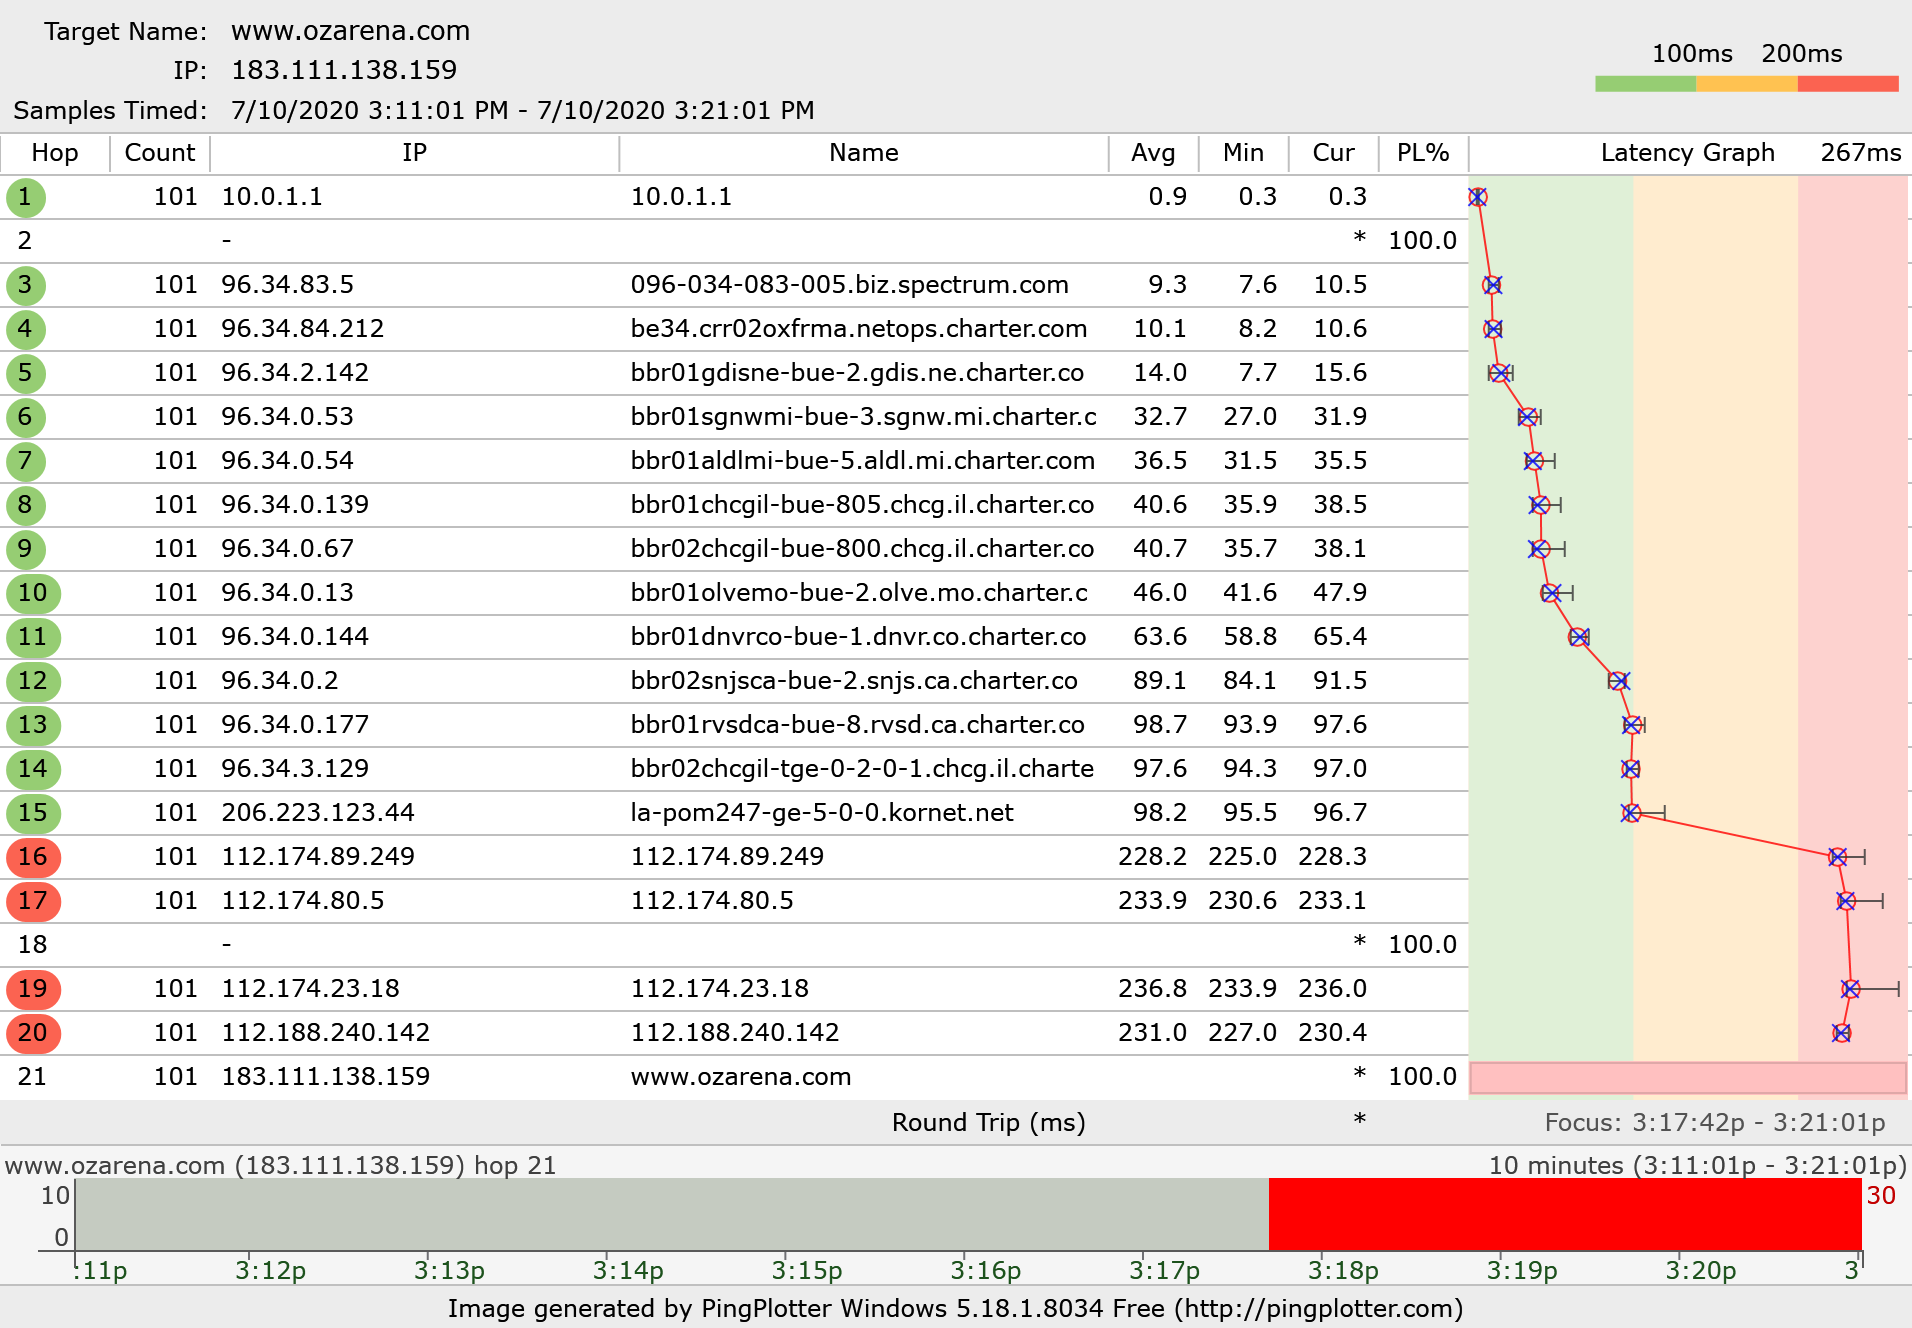 Target Name: www.ozarena.com
IP: 183.111.138.159
Samples Timed: 7/10/2020 3:11:01 PM - 7/10/2020 3:21:01 PM
100ms 200ms
Hop Count IP Name Avg Min Cur PL% Latency Graph 267ms
1 101 10.0.1.1 10.0.1.1 0.9 0.3 0.3
2 - * 100.0
3 101 96.34.83.5 096-034-083-005.biz.spectrum.com 9.3 7.6 10.5
4 101 96.34.84.212 be34.crr02oxfrma.netops.charter.com 10.1 8.2 10.6
5 101 96.34.2.142 bbr01gdisne-bue-2.gdis.ne.charter.co 14.0 7.7 15.6
6 101 96.34.0.53 bbr01sgnwmi-bue-3.sgnw.mi.charter.c 32.7 27.0 31.9
7 101 96.34.0.54 bbr01aldlmi-bue-5.aldl.mi.charter.com 36.5 31.5 35.5
8 101 96.34.0.139 bbr01chcgil-bue-805.chcg.il.charter.co 40.6 35.9 38.5
9 101 96.34.0.67 bbr02chcgil-bue-800.chcg.il.charter.co 40.7 35.7 38.1
10 101 96.34.0.13 bbr01olvemo-bue-2.olve.mo.charter.c 46.0 41.6 47.9
11 101 96.34.0.144 bbr01dnvrco-bue-1.dnvr.co.charter.co 63.6 58.8 65.4
12 101 96.34.0.2 bbr02snjsca-bue-2.snjs.ca.charter.co 89.1 84.1 91.5
13 101 96.34.0.177 bbr01rvsdca-bue-8.rvsd.ca.charter.co 98.7 93.9 97.6
14 101 96.34.3.129 bbr02chcgil-tge-0-2-0-1.chcg.il.charte 97.6 94.3 97.0
15 101 206.223.123.44 la-pom247-ge-5-0-0.kornet.net 98.2 95.5 96.7
16 101 112.174.89.249 112.174.89.249 228.2 225.0 228.3
17 101 112.174.80.5 112.174.80.5 233.9 230.6 233.1
18 - * 100.0
19 101 112.174.23.18 112.174.23.18 236.8 233.9 236.0
20 101 112.188.240.142 112.188.240.142 231.0 227.0 230.4
21 101 183.111.138.159 www.ozarena.com * 100.0
Round Trip (ms) * Focus: 3:17:42p - 3:21:01p
www.ozarena.com (183.111.138.159) hop 21 10 minutes (3:11:01p - 3:21:01p)
10 30
0
:11p 3:12p 3:13p 3:14p 3:15p 3:16p 3:17p 3:18p 3:19p 3:20p 3
Image generated by PingPlotter Windows 5.18.1.8034 Free (http://pingplotter.com)